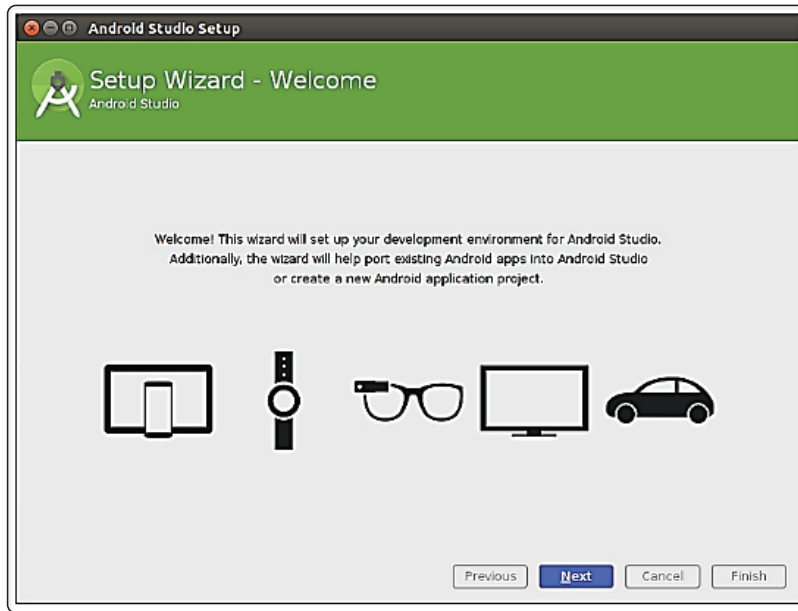 Android Studio Setup
Setup Wizard - Welcome
Android Studio
Welcome! This wizard will set up your development environment for Android Studio.
Additionally, the wizard will help port existing Android apps into Android Studio
or create a new Android application project.
Previous Next Cancel Finish